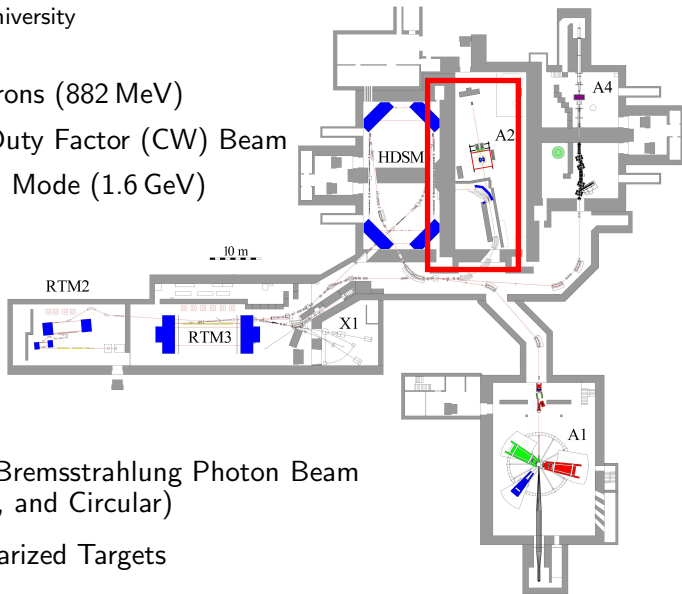 niversity
rons (882 MeV)
Duty Factor (CW) Beam
Mode (1.6 GeV)
A4
A2
HDSM
10 m
RTM2
RTM3
X1
A1
Bremsstrahlung Photon Beam
, and Circular)
arized Targets